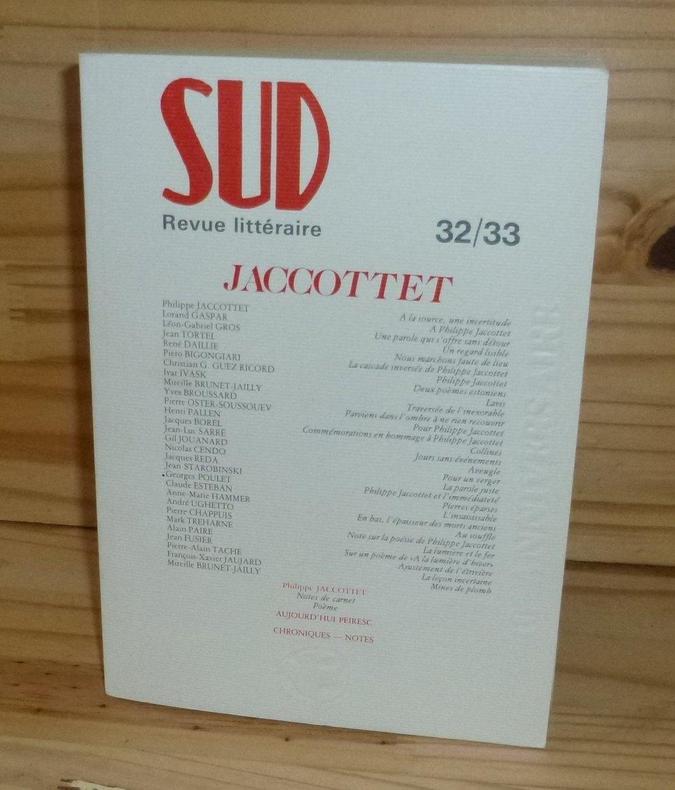 SUD
Revue littéraire
32/33
JACCOTTET
Philippe JACCOTTET
Lorand GASPAR
Léon-Gabriel GROS
Jean TORTEL
René DAILLIE
Piero BIGONGIARI
Christian G. GUEZ RICORD
Ivar IVASK
Mireille BRUNET-JAILLY
Yves BROUSSARD
Pierre OSTER-SOUSSOUEV
Henri PALLEN
Jacques BOREL
Jean-Luc SARRÉ
Gil JOUANARD
Nicolas CENDO
Jacques RÉDA
Jean STAROBINSKI
Georges POULET
Claude ESTEBAN
Anne-Marie HAMMER
André UGHETTO
Pierre CHAPPUIS
Mark TREHARNE
Alain PAIRE
Jean FUSIER
Pierre-Alain TACHE
François-Xavier JAUJARD
Mireille BRUNET-JAILLY
A la source, une incertitude
A Philippe Jaccottet
Une parole qui s'offre sans détour
Un regard lisible
Nous marchons faute de lieu
La cascade inversée de Philippe Jaccottet
Philippe Jaccottet
Deux poèmes estoniens
Lavis
Traversée de l'inexorable
Parviens dans l'ombre à ne rien recouvrir
Pour Philippe Jaccottet
Commémorations en hommage à Philippe Jaccottet
Collines
Jours sans événements
Aveugle
Pour un verger
La parole juste
Philippe Jaccottet et l'immédiateté
Pierres éparses
L'insaisissable
En bas, l'épaisseur des morts anciens
Au souffle
Note sur la poésie de Philippe Jaccottet
La lumière et le fer
Sur un poème de «A la lumière d'hiver»
Ajustement de l'étrivière
La leçon incertaine
Mines de plomb
Philippe JACCOTTET
Notes de carnet
Poème
AUJOURD'HUI PEIRESC
CHRONIQUES — NOTES